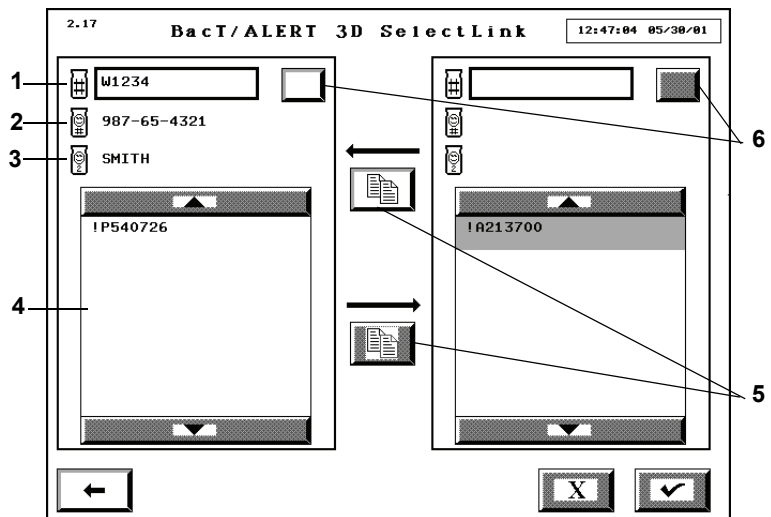 2.17
BacT/ALERT 3D SelectLink
12:47:04 05/30/01
1
W1234
2
987-65-4321
3
SMITH
6
!P540726
!A213700
4
5
X